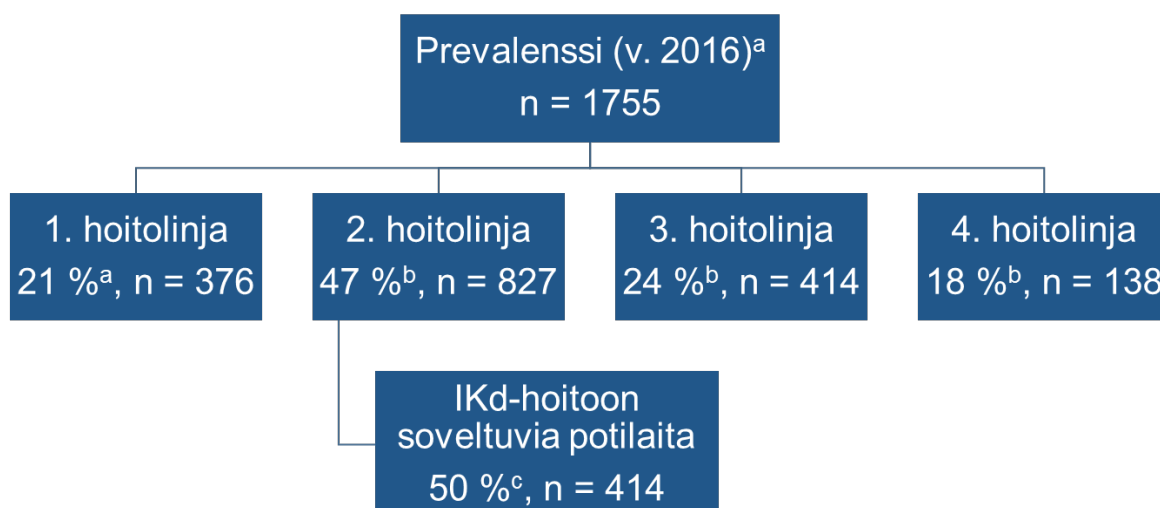 Prevalenssi (v. 2016)ᵃ
n = 1755
1. hoitolinja
21 %ᵃ, n = 376
2. hoitolinja
47 %ᵇ, n = 827
3. hoitolinja
24 %ᵇ, n = 414
4. hoitolinja
18 %ᵇ, n = 138
IKd-hoitoon
soveltuvia potilaita
50 %ᶜ, n = 414